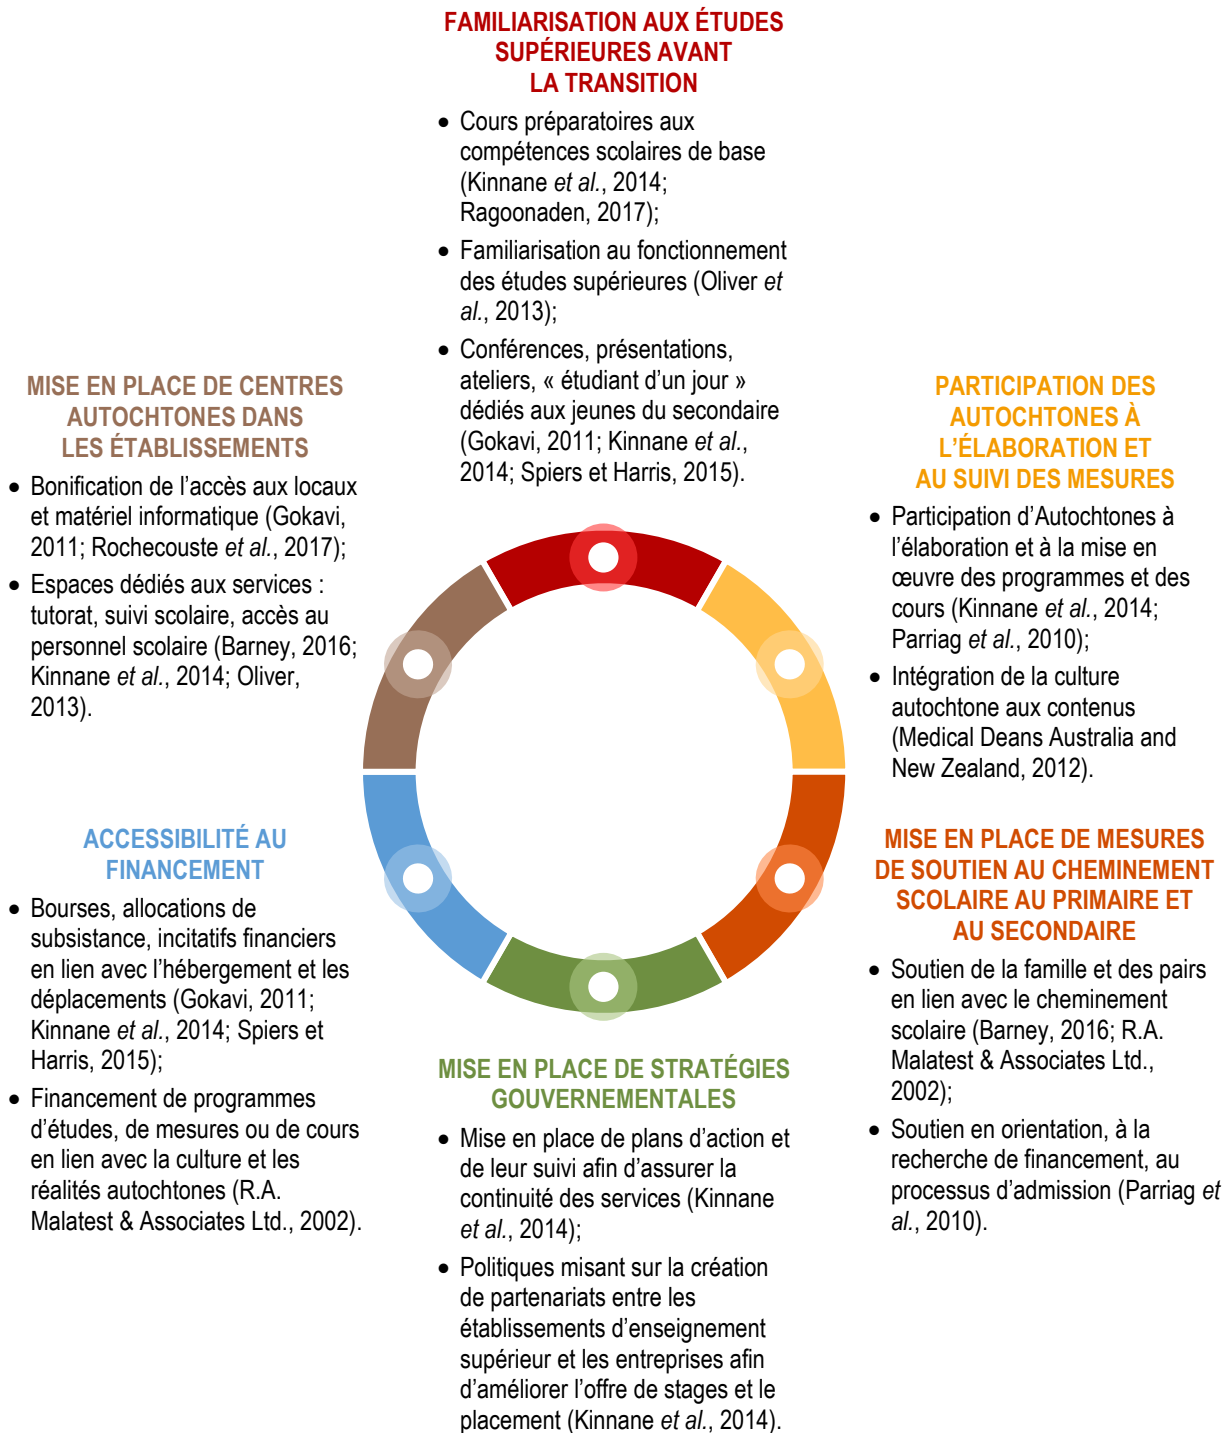 FAMILIARISATION AUX ÉTUDES
SUPÉRIEURES AVANT
LA TRANSITION
• Cours préparatoires aux
compétences scolaires de base
(Kinnane et al., 2014;
Ragoonaden, 2017);
• Familiarisation au fonctionnement
des études supérieures (Oliver et
al., 2013);
• Conférences, présentations,
ateliers, « étudiant d’un jour »
dédiés aux jeunes du secondaire
(Gokavi, 2011; Kinnane et al.,
2014; Spiers et Harris, 2015).
MISE EN PLACE DE CENTRES
AUTOCHTONES DANS
LES ÉTABLISSEMENTS
• Bonification de l’accès aux locaux
et matériel informatique (Gokavi,
2011; Rochecouste et al., 2017);
• Espaces dédiés aux services :
tutorat, suivi scolaire, accès au
personnel scolaire (Barney, 2016;
Kinnane et al., 2014; Oliver,
2013).
PARTICIPATION DES
AUTOCHTONES À
L’ÉLABORATION ET
AU SUIVI DES MESURES
• Participation d’Autochtones à
l’élaboration et à la mise en
œuvre des programmes et des
cours (Kinnane et al., 2014;
Parriag et al., 2010);
• Intégration de la culture
autochtone aux contenus
(Medical Deans Australia and
New Zealand, 2012).
ACCESSIBILITÉ AU
FINANCEMENT
• Bourses, allocations de
subsistance, incitatifs financiers
en lien avec l’hébergement et les
déplacements (Gokavi, 2011;
Kinnane et al., 2014; Spiers et
Harris, 2015);
• Financement de programmes
d’études, de mesures ou de cours
en lien avec la culture et les
réalités autochtones (R.A.
Malatest & Associates Ltd., 2002).
MISE EN PLACE DE MESURES
DE SOUTIEN AU CHEMINEMENT
SCOLAIRE AU PRIMAIRE ET
AU SECONDAIRE
• Soutien de la famille et des pairs
en lien avec le cheminement
scolaire (Barney, 2016; R.A.
Malatest & Associates Ltd.,
2002);
• Soutien en orientation, à la
recherche de financement, au
processus d’admission (Parriag et
al., 2010).
MISE EN PLACE DE STRATÉGIES
GOUVERNEMENTALES
• Mise en place de plans d’action et
de leur suivi afin d’assurer la
continuité des services (Kinnane
et al., 2014);
• Politiques misant sur la création
de partenariats entre les
établissements d’enseignement
supérieur et les entreprises afin
d’améliorer l’offre de stages et le
placement (Kinnane et al., 2014).